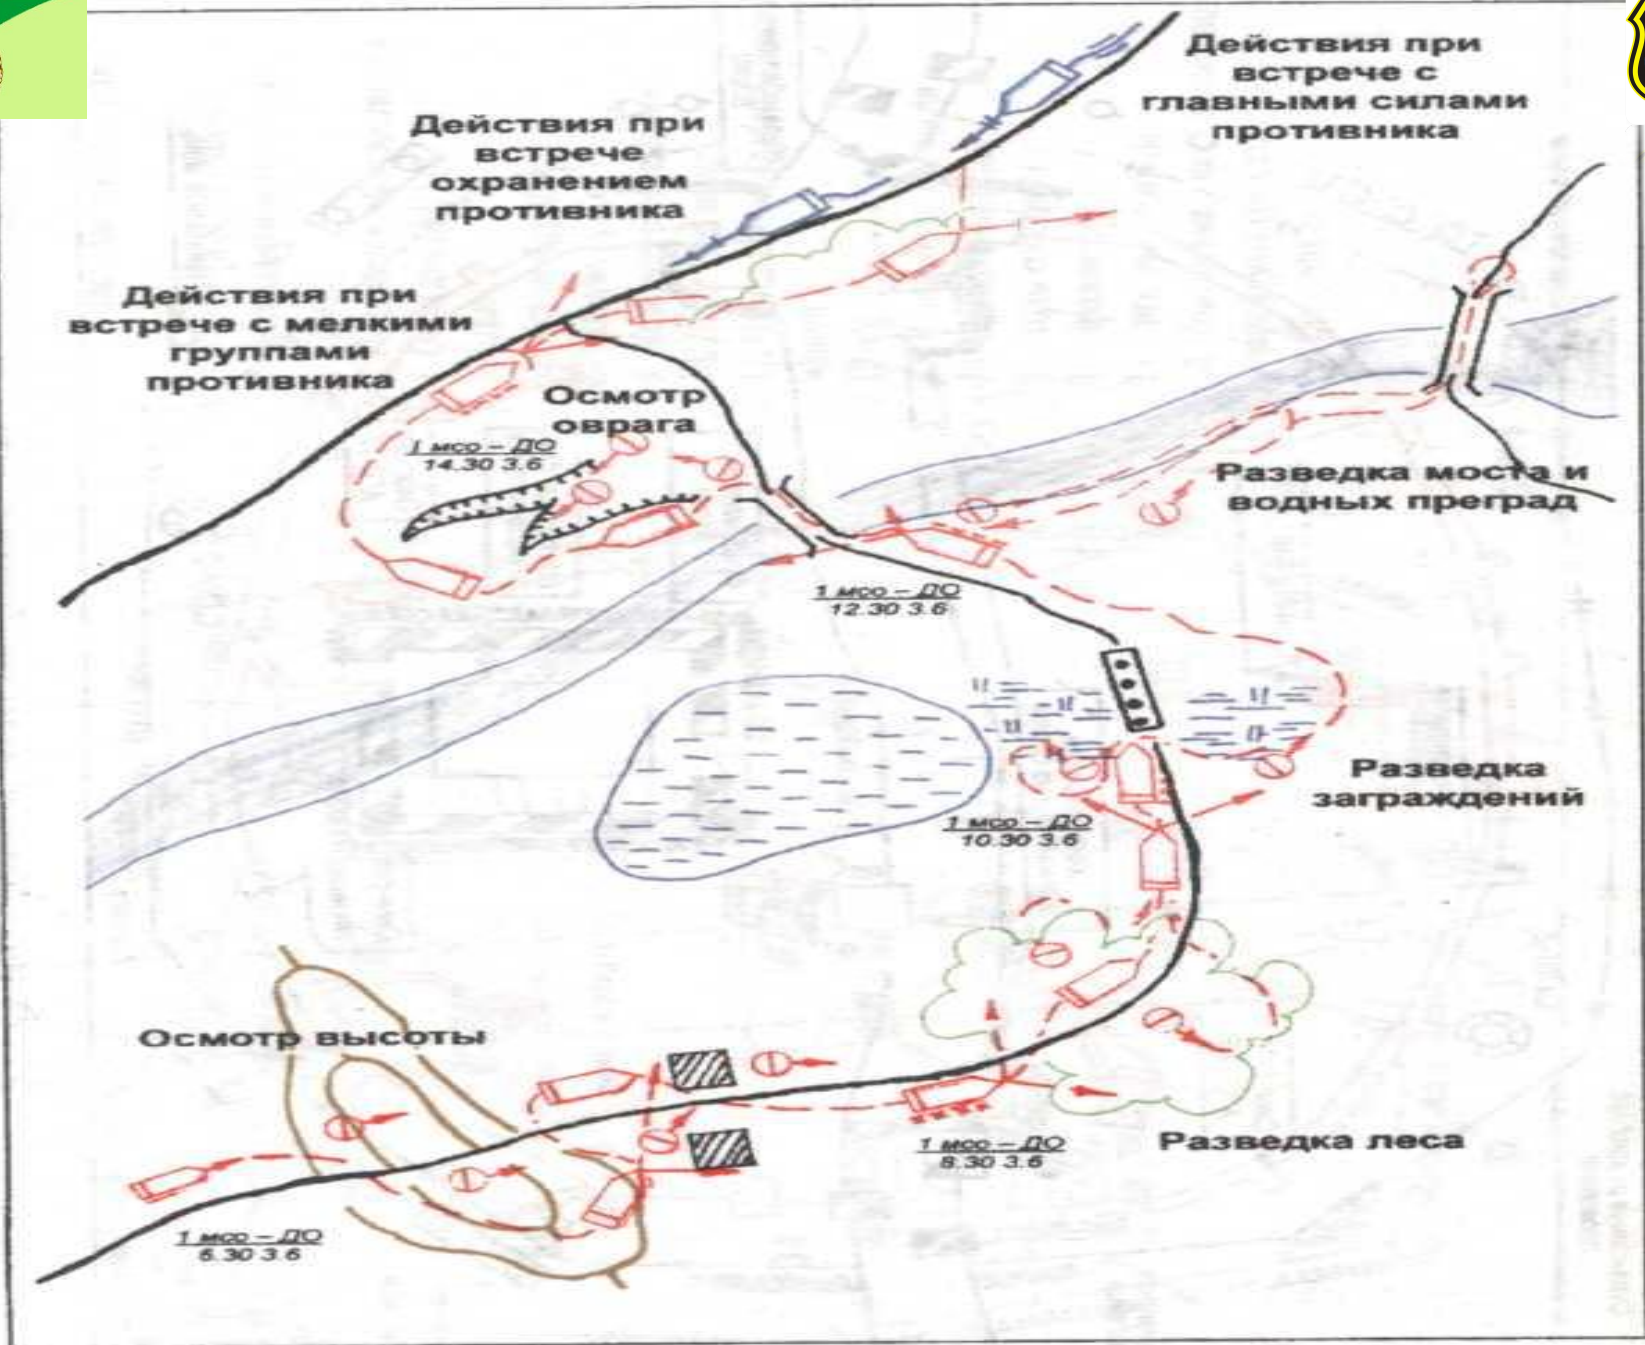 Действия при
встрече с
главными силами
противника
Действия при
встрече
охранением
противника
Действия при
встрече с мелкими
группами
противника
Осмотр
оврага
1 мсо – ДО
14.30 3.6
Разведка моста и
водных преград
1 мсо – ДО
12.30 3.6
Разведка
заграждений
1 мсо – ДО
10.30 3.6
Осмотр высоты
1 мсо – ДО
8.30 3.6
Разведка леса
1 мсо – ДО
6.30 3.6